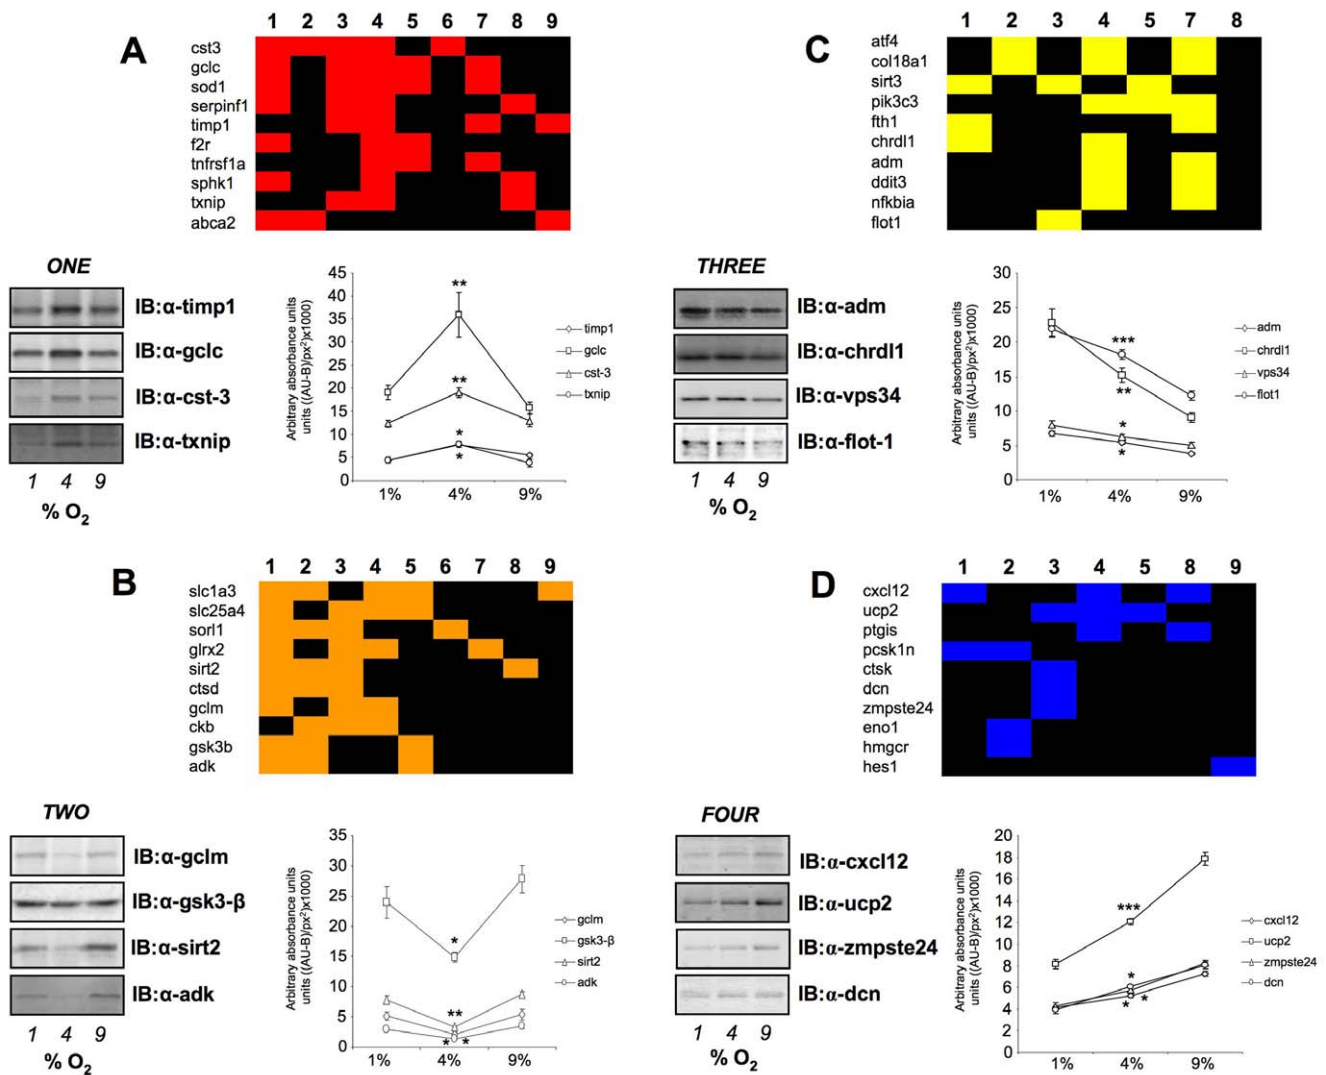 A
1 2 3 4 5 6 7 8 9
cst3
gclc
sod1
serpinf1
timp1
f2r
tnfrsf1a
sphk1
txnip
abca2
ONE
IB:α-timp1
IB:α-gclc
IB:α-cst-3
IB:α-txnip
1 4 9
% O₂
Arbitrary absorbance units
units ((AU-B)/px²)x1000)
45
40
35
30
25
20
15
10
5
0
**
**
*
*
1% 4% 9%
timp1
gclc
cst-3
txnip
C
1 2 3 4 5 7 8
atf4
col18a1
sirt3
pik3c3
fth1
chrdl1
adm
ddit3
nfkbia
flot1
THREE
IB:α-adm
IB:α-chrdl1
IB:α-vps34
IB:α-flot-1
1 4 9
% O₂
Arbitrary absorbance units
units ((AU-B)/px²)x1000)
30
25
20
15
10
5
0
***
**
*
*
1% 4% 9%
adm
chrdl1
vps34
flot1
B
1 2 3 4 5 6 7 8 9
slc1a3
slc25a4
sorl1
glrx2
sirt2
ctsd
gclm
ckb
gsk3b
adk
TWO
IB:α-gclm
IB:α-gsk3-β
IB:α-sirt2
IB:α-adk
1 4 9
% O₂
Arbitrary absorbance units
units ((AU-B)/px²)x1000)
35
30
25
20
15
10
5
0
*
**
* *
1% 4% 9%
gclm
gsk3-β
sirt2
adk
D
1 2 3 4 5 8 9
cxcl12
ucp2
ptgis
pcsk1n
ctsk
dcn
zmpste24
eno1
hmgcr
hes1
FOUR
IB:α-cxcl12
IB:α-ucp2
IB:α-zmpste24
IB:α-dcn
1 4 9
% O₂
Arbitrary absorbance units
units ((AU-B)/px²)x1000)
20
18
16
14
12
10
8
6
4
2
0
***
*
* *
1% 4% 9%
cxcl12
ucp2
zmpste24
dcn